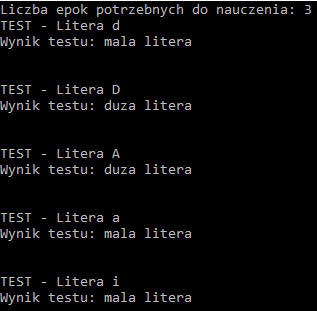 Liczba epok potrzebnych do nauczenia: 3
TEST - Litera d
Wynik testu: mala litera
TEST - Litera D
Wynik testu: duza litera
TEST - Litera A
Wynik testu: duza litera
TEST - Litera a
Wynik testu: mala litera
TEST - Litera i
Wynik testu: mala litera